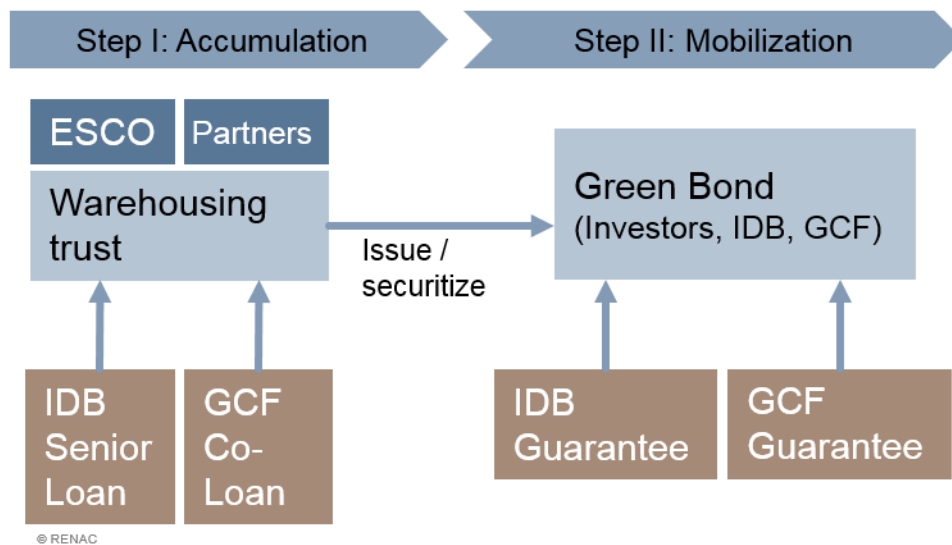 Step I: Accumulation
Step II: Mobilization
ESCO
Partners
Warehousing
trust
Issue /
securitize
Green Bond
(Investors, IDB, GCF)
IDB
Senior
Loan
GCF
Co-
Loan
IDB
Guarantee
GCF
Guarantee
© RENAC